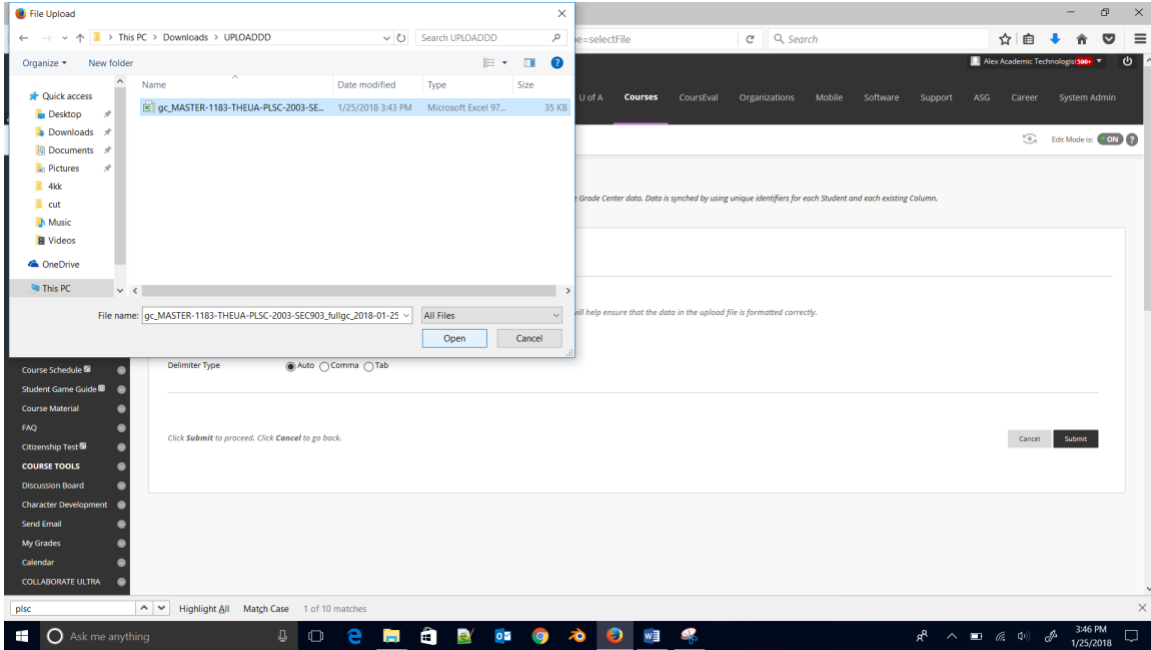 File Upload
This PC > Downloads > UPLOADDD
Search UPLOADDD
e=selectFile
Search
Organize
New folder
Alex Academic Technologist 500+
Name
Date modified
Type
Size
Quick access
gc_MASTER-1183-THEUA-PLSC-2003-SE...
1/25/2018 3:43 PM
Microsoft Excel 97...
35 KB
U of A
Courses
CoursEval
Organizations
Mobile
Software
Support
ASG
Career
System Admin
Desktop
Downloads
Documents
Edit Mode is: ON ?
Pictures
4kk
cut
Grade Center data. Data is synched by using unique identifiers for each Student and each existing Column.
Music
Videos
OneDrive
This PC
File name: gc_MASTER-1183-THEUA-PLSC-2003-SEC903_fullgc_2018-01-25
All Files
will help ensure that the data in the upload file is formatted correctly.
Open
Cancel
Course Schedule
Delimiter Type
Auto Comma Tab
Student Game Guide
Course Material
FAQ
Click Submit to proceed. Click Cancel to go back.
Cancel
Submit
Citizenship Test
COURSE TOOLS
Discussion Board
Character Development
Send Email
My Grades
Calendar
COLLABORATE ULTRA
plsc
Highlight All
Match Case
1 of 10 matches
Ask me anything
3:46 PM
1/25/2018